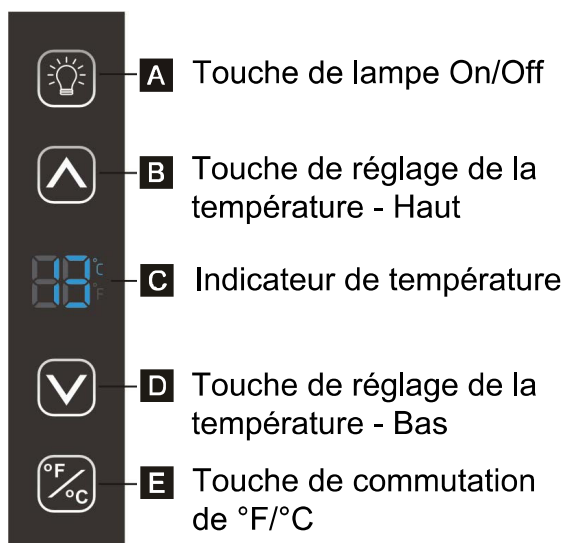 A Touche de lampe On/Off
B Touche de réglage de la
température - Haut
13 °C
°F
C Indicateur de température
D Touche de réglage de la
température - Bas
°F/°C
E Touche de commutation
de °F/°C